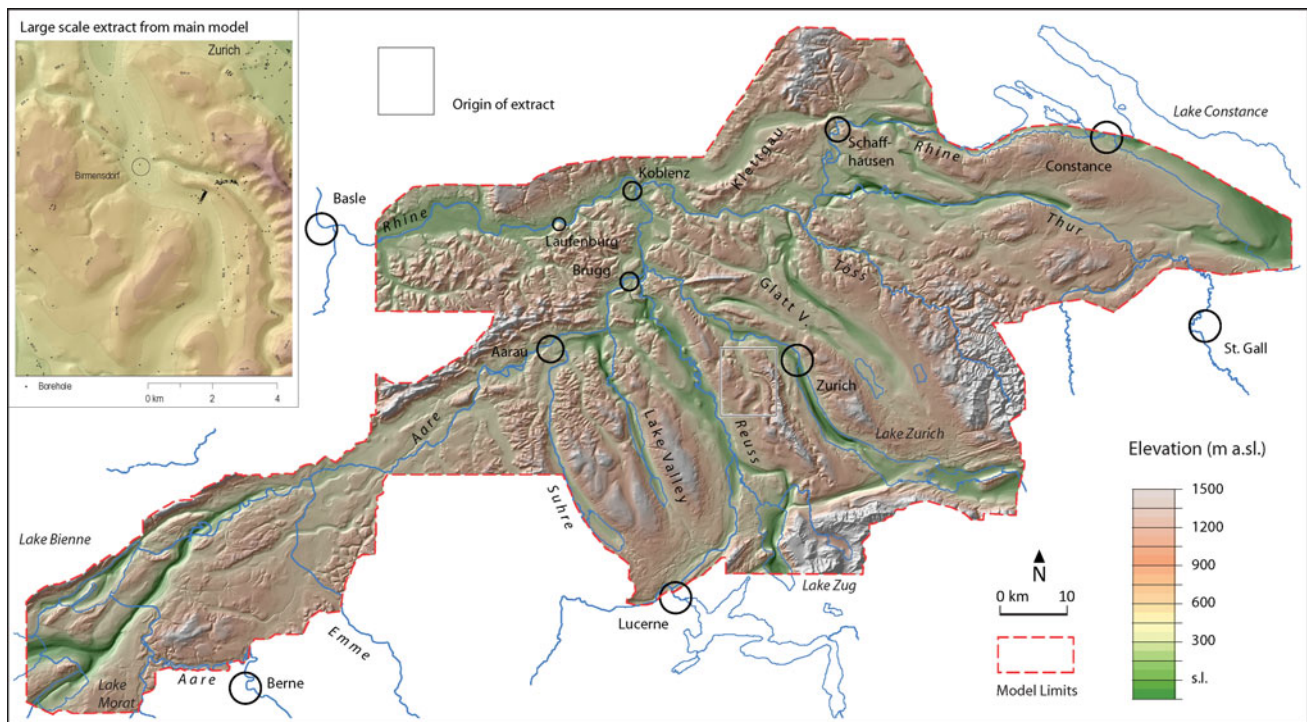 Large scale extract from main model
Zurich
Birmensdorf
Borehole
0 km 2 4
Origin of extract
Lake Constance
Schaff-
hausen
Rhine
Constance
Klettgau
Koblenz
Basle
Rhine
Laufenburg
Thur
Brugg
Töss
Glatt V.
St. Gall
Aarau
Zurich
Aare
Lake Valley
Reuss
Lake Zurich
Suhre
Elevation (m a.sl.)
1500
1200
900
600
300
s.l.
Lake Bienne
Lake Zug
N
0 km 10
Lucerne
Emme
Model Limits
Lake
Morat
Aare
Berne